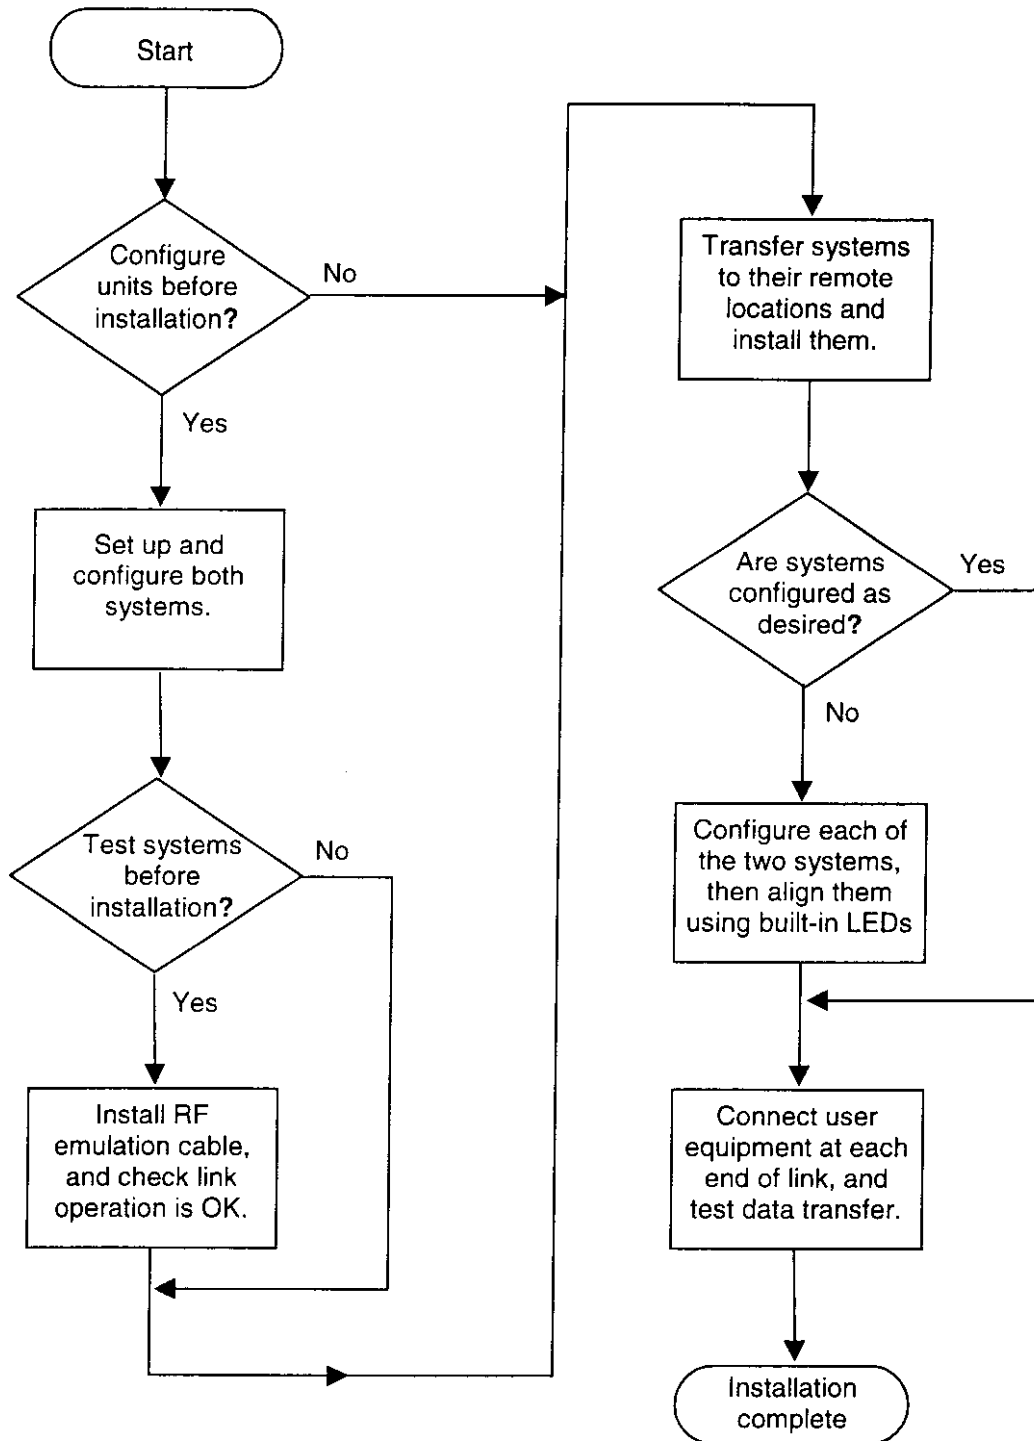 Start
Configure
units before
installation?
No
Yes
Set up and
configure both
systems.
Test systems
before
installation?
No
Yes
Install RF
emulation cable,
and check link
operation is OK.
Transfer systems
to their remote
locations and
install them.
Are systems
configured as
desired?
Yes
No
Configure each of
the two systems,
then align them
using built-in LEDs
Connect user
equipment at each
end of link, and
test data transfer.
Installation
complete